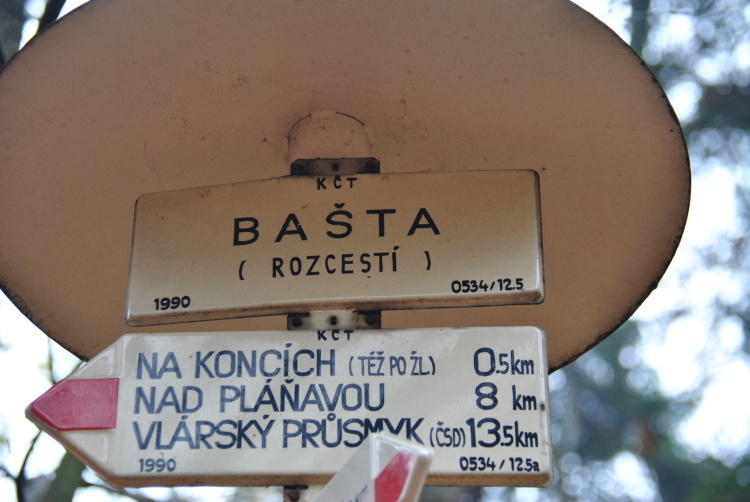 KČT
BAŠTA
( ROZCESTÍ )
1990 0534/12.5
KČT
NA KONCÍCH (TÉŽ PO ŽL.) 0.5km
NAD PLÁŇAVOU 8 km
VLÁRSKÝ PRŮSMYK (ČSD) 13.5km
1990 0534/12.5a